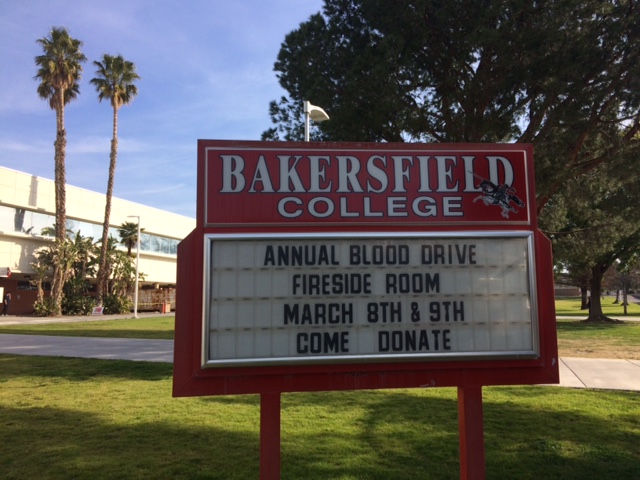 BAKERSFIELD
COLLEGE
ANNUAL BLOOD DRIVE
FIRESIDE ROOM
MARCH 8TH & 9TH
COME DONATE